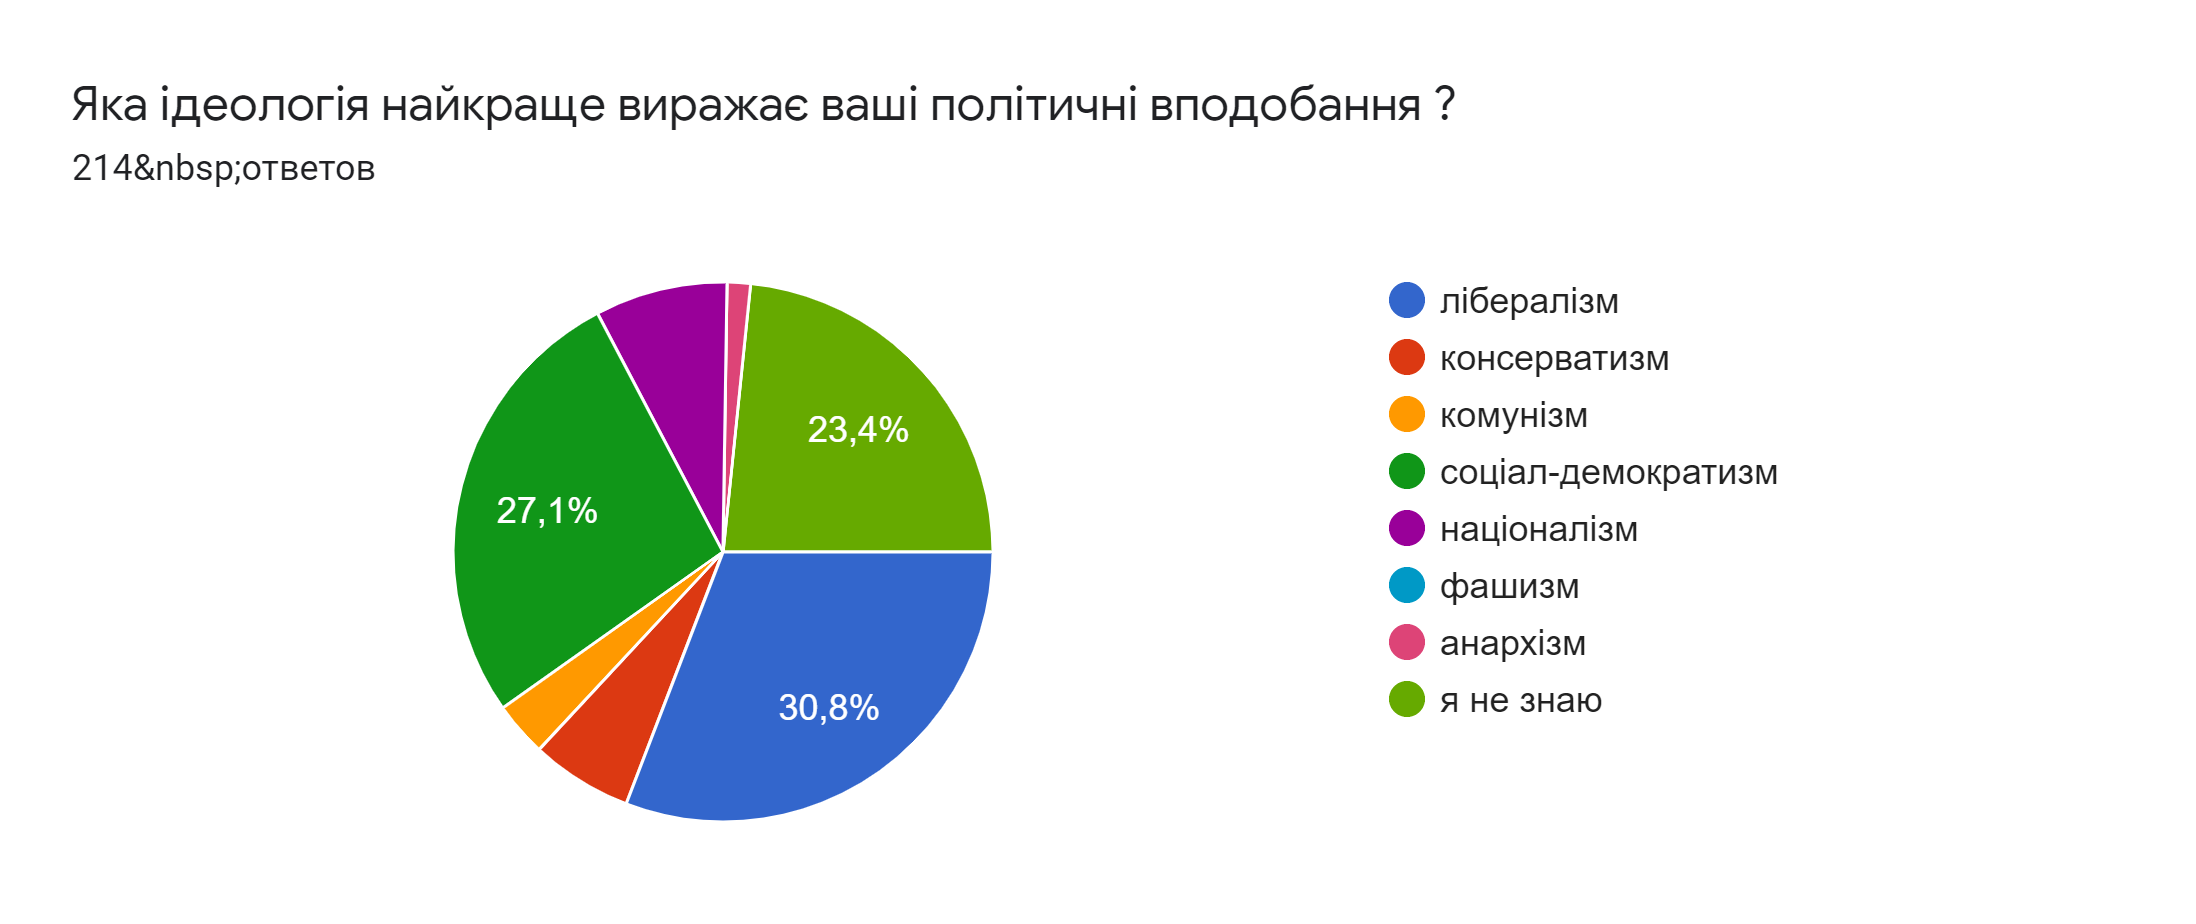 Яка ідеологія найкраще виражає ваші політичні вподобання ?
214&nbsp;ответов
23,4%
27,1%
30,8%
лібералізм
консерватизм
комунізм
соціал-демократизм
націоналізм
фашизм
анархізм
я не знаю